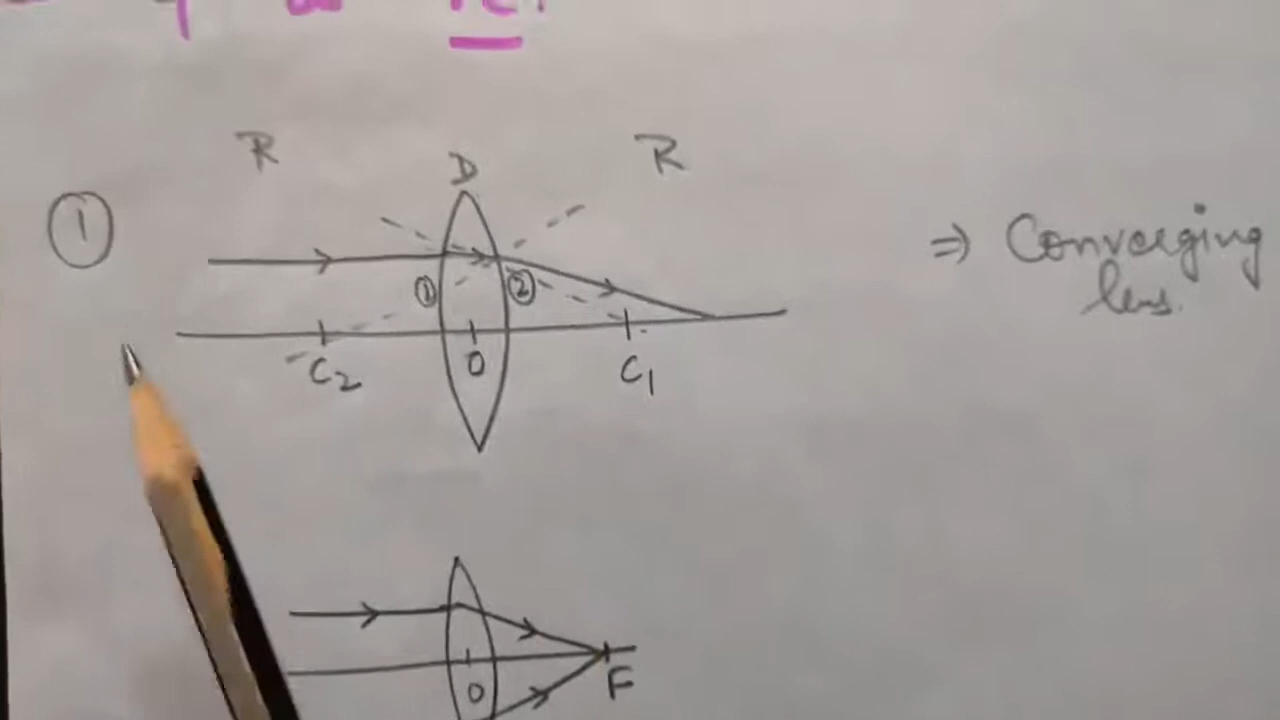 R
R
D
①
⇒ Converging
lens.
①
②
C₂
O
C₁
O
F